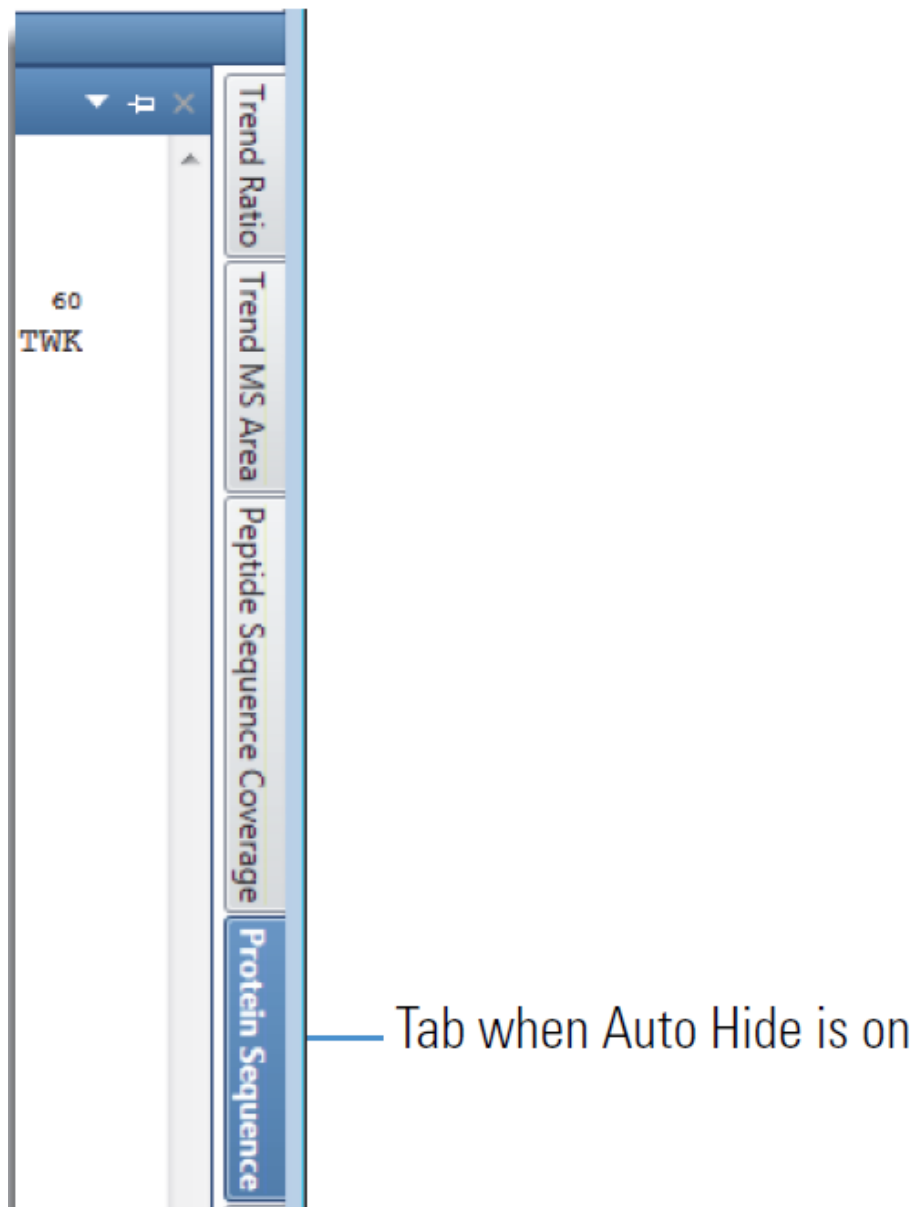 60
TWK
Trend Ratio
Trend MS Area
Peptide Sequence Coverage
Protein Sequence
Tab when Auto Hide is on